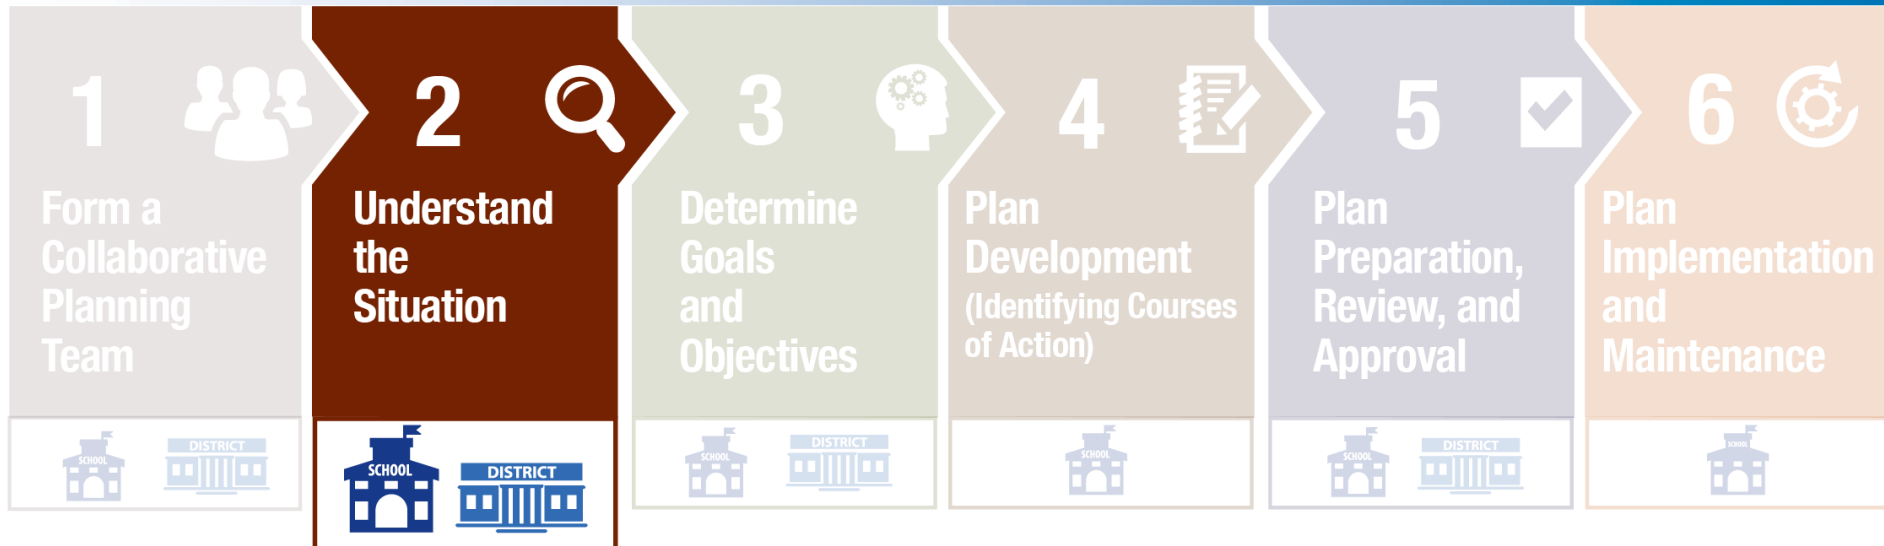 1
Form a
Collaborative
Planning
Team
SCHOOL
DISTRICT
2
Understand
the
Situation
SCHOOL
DISTRICT
3
Determine
Goals
and
Objectives
SCHOOL
DISTRICT
4
Plan
Development
(Identifying Courses
of Action)
SCHOOL
5
Plan
Preparation,
Review, and
Approval
SCHOOL
DISTRICT
6
Plan
Implementation
and
Maintenance
SCHOOL